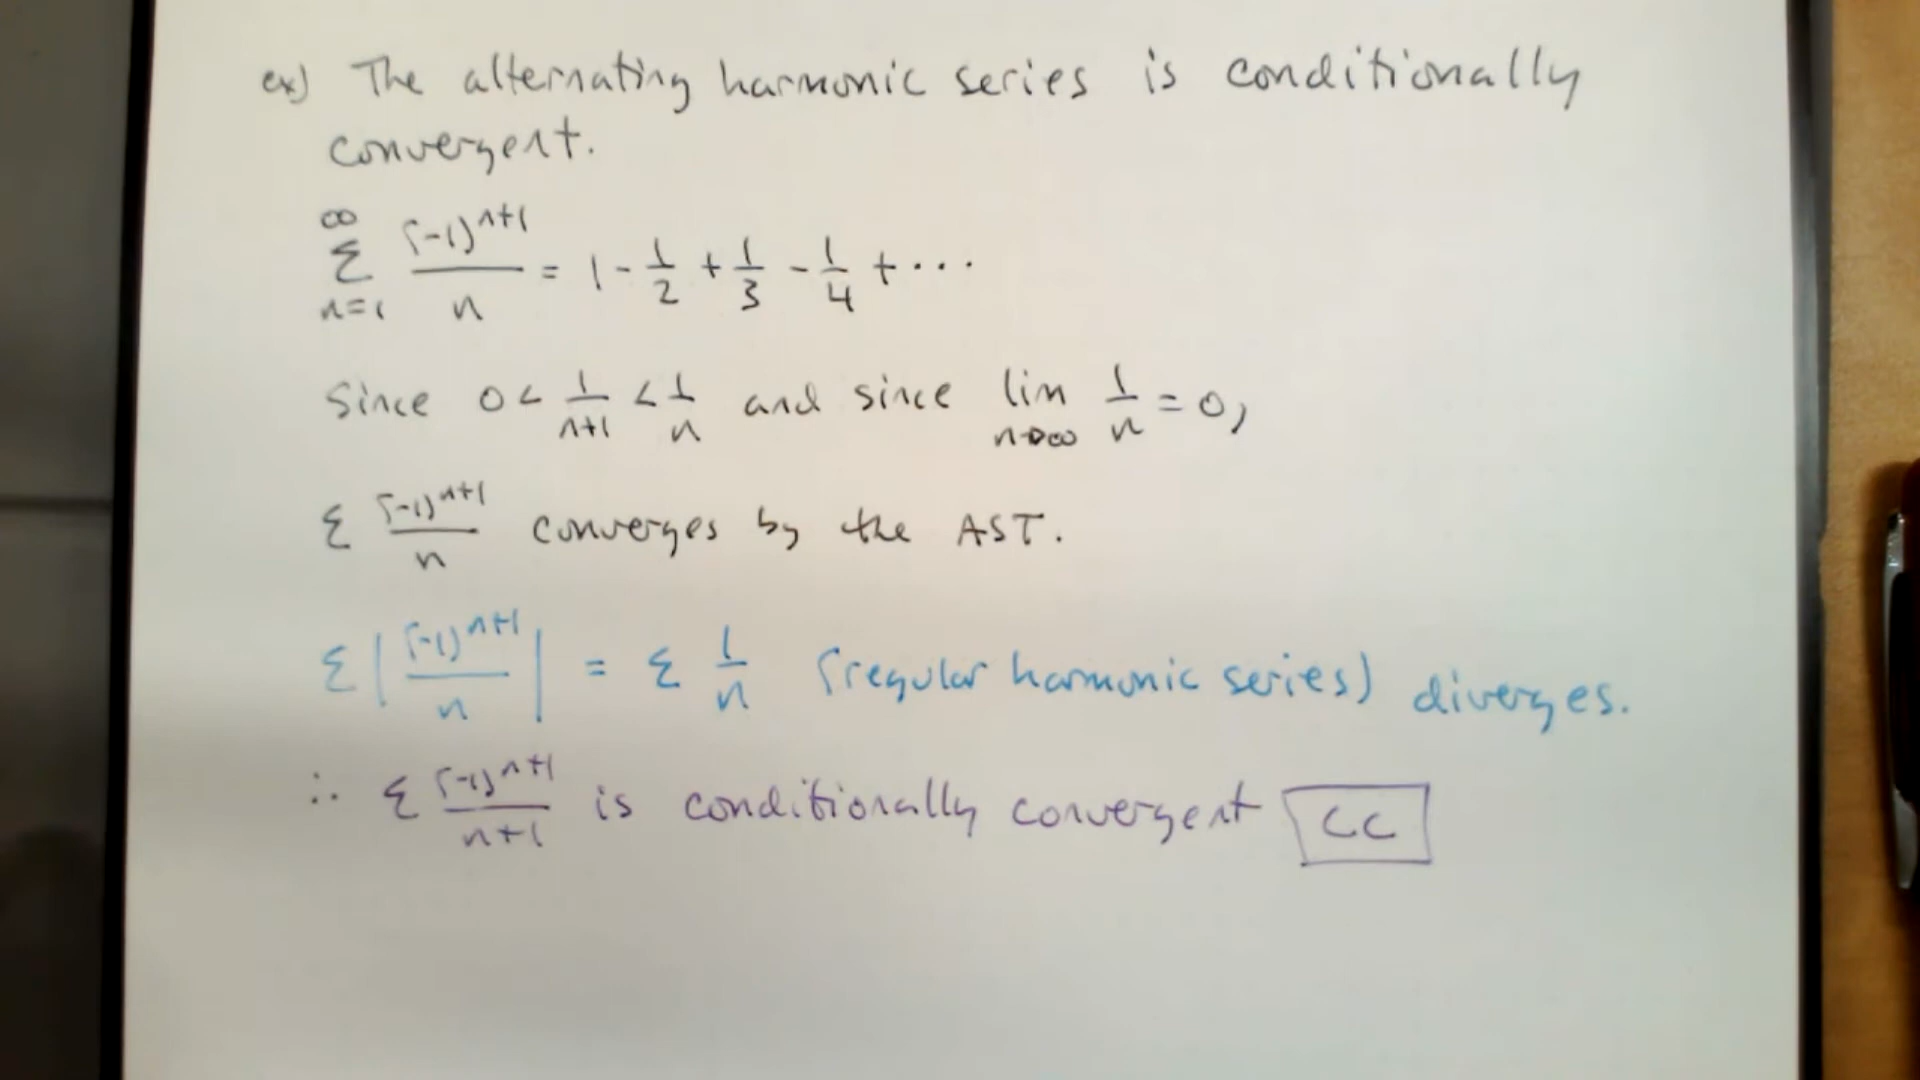 ex) The alternating harmonic series is conditionally
convergent.
∞ Σ n=1 (-1)^(n+1) / n = 1 - 1/2 + 1/3 - 1/4 + ...
Since 0 < 1/(n+1) < 1/n and since lim n→∞ 1/n = 0,
Σ (-1)^(n+1) / n converges by the AST.
Σ | (-1)^(n+1) / n | = Σ 1/n (regular harmonic series) diverges.
∴ Σ (-1)^(n+1) / (n+1) is conditionally convergent CC